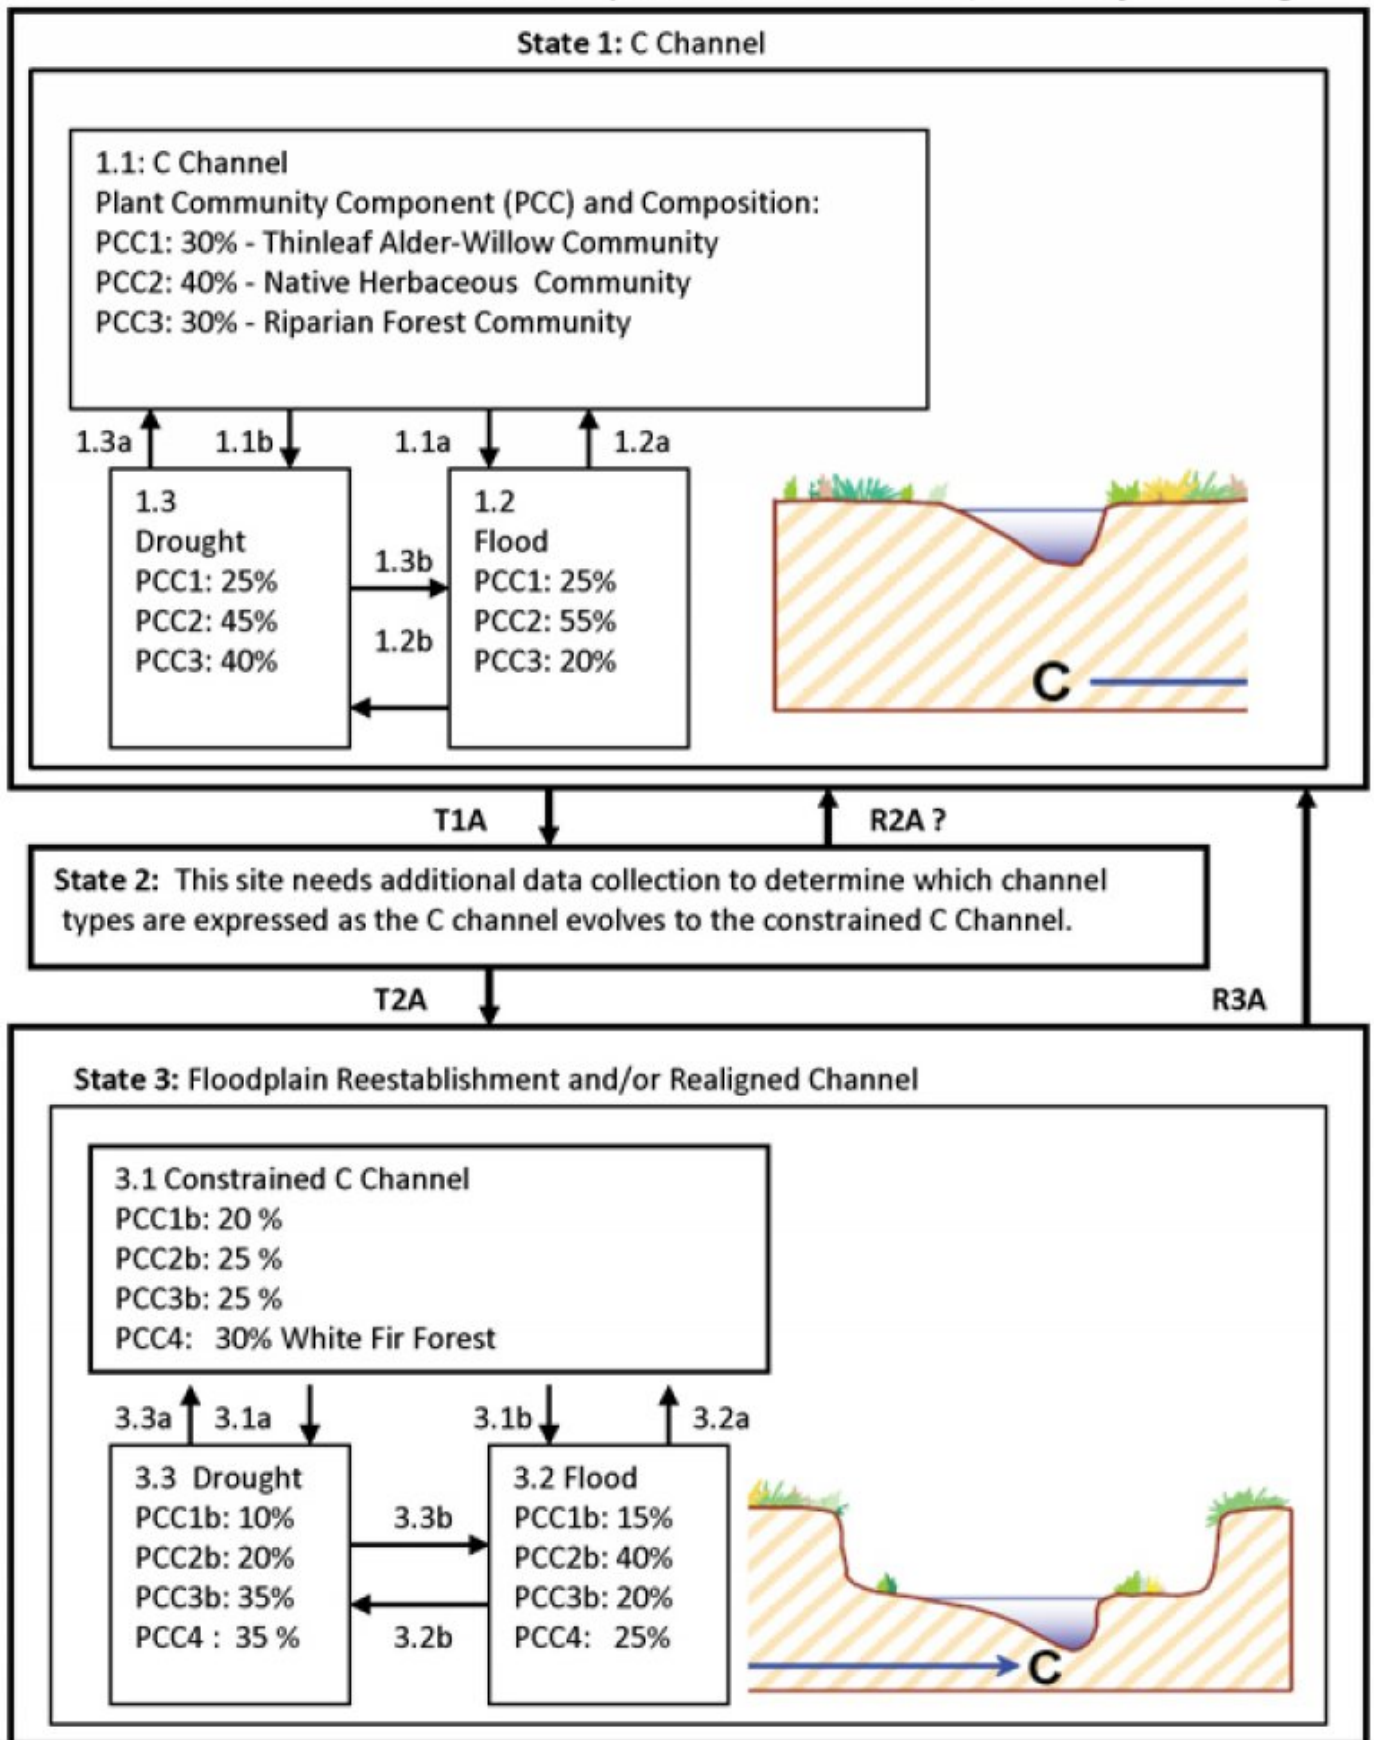 State 1: C Channel
1.1: C Channel
Plant Community Component (PCC) and Composition:
PCC1: 30% - Thinleaf Alder-Willow Community
PCC2: 40% - Native Herbaceous  Community
PCC3: 30% - Riparian Forest Community
1.3a
1.1b
1.1a
1.2a
1.3
Drought
PCC1: 25%
PCC2: 45%
PCC3: 40%
1.3b
1.2b
1.2
Flood
PCC1: 25%
PCC2: 55%
PCC3: 20%
C
T1A
R2A ?
State 2:  This site needs additional data collection to determine which channel
types are expressed as the C channel evolves to the constrained C Channel.
T2A
R3A
State 3: Floodplain Reestablishment and/or Realigned Channel
3.1 Constrained C Channel
PCC1b: 20 %
PCC2b: 25 %
PCC3b: 25 %
PCC4:   30% White Fir Forest
3.3a
3.1a
3.1b
3.2a
3.3  Drought
PCC1b: 10%
PCC2b: 20%
PCC3b: 35%
PCC4 :  35 %
3.3b
3.2b
3.2 Flood
PCC1b: 15%
PCC2b: 40%
PCC3b: 20%
PCC4:   25%
C